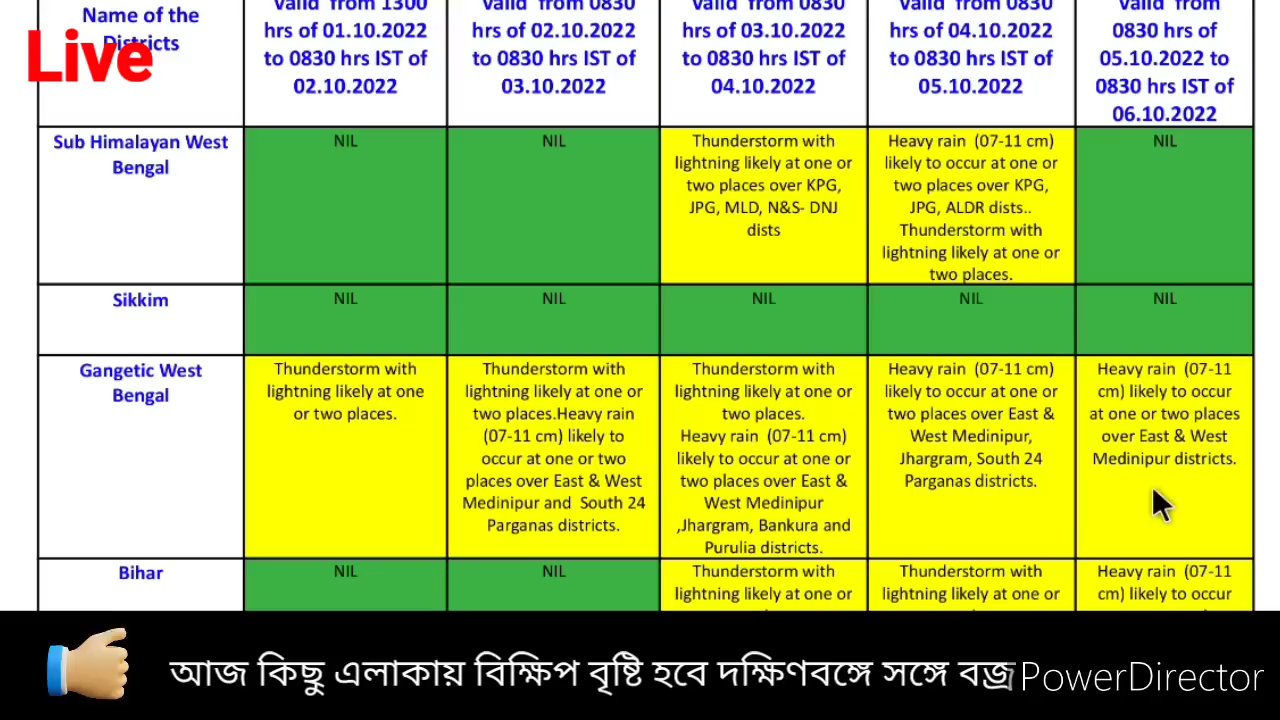 Name of the
Districts
Live
Valid from 1300
hrs of 01.10.2022
to 0830 hrs IST of
02.10.2022
Valid from 0830
hrs of 02.10.2022
to 0830 hrs IST of
03.10.2022
Valid from 0830
hrs of 03.10.2022
to 0830 hrs IST of
04.10.2022
Valid from 0830
hrs of 04.10.2022
to 0830 hrs IST of
05.10.2022
Valid from
0830 hrs of
05.10.2022 to
0830 hrs IST of
06.10.2022
Sub Himalayan West
Bengal
NIL
NIL
Thunderstorm with
lightning likely at one or
two places over KPG,
JPG, MLD, N&S- DNJ
dists
Heavy rain (07-11 cm)
likely to occur at one or
two places over KPG,
JPG, ALDR dists..
Thunderstorm with
lightning likely at one or
two places.
NIL
Sikkim
NIL
NIL
NIL
NIL
NIL
Gangetic West
Bengal
Thunderstorm with
lightning likely at one
or two places.
Thunderstorm with
lightning likely at one or
two places.Heavy rain
(07-11 cm) likely to
occur at one or two
places over East & West
Medinipur and South 24
Parganas districts.
Thunderstorm with
lightning likely at one or
two places.
Heavy rain (07-11 cm)
likely to occur at one or
two places over East &
West Medinipur
,Jhargram, Bankura and
Purulia districts.
Heavy rain (07-11 cm)
likely to occur at one or
two places over East &
West Medinipur,
Jhargram, South 24
Parganas districts.
Heavy rain (07-11
cm) likely to occur
at one or two places
over East & West
Medinipur districts.
Bihar
NIL
NIL
Thunderstorm with
lightning likely at one or
Thunderstorm with
lightning likely at one or
Heavy rain (07-11
cm) likely to occur
আজ কিছু এলাকায় বিক্ষিপ বৃষ্টি হবে দক্ষিণবঙ্গে সঙ্গে বজ্র
PowerDirector